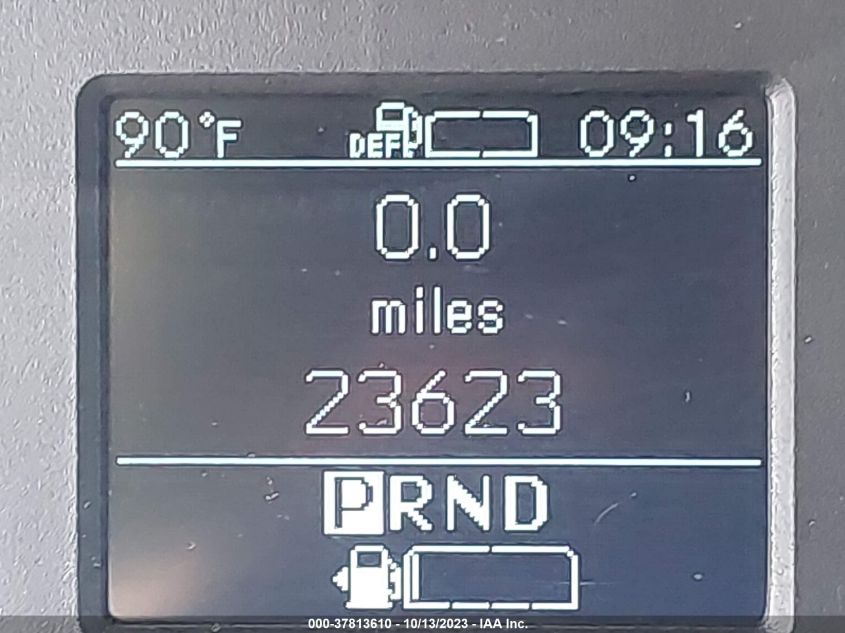 90°F DEF 09:16
0.0
miles
23623
PRND
000-37813610 - 10/13/2023 - IAA Inc.